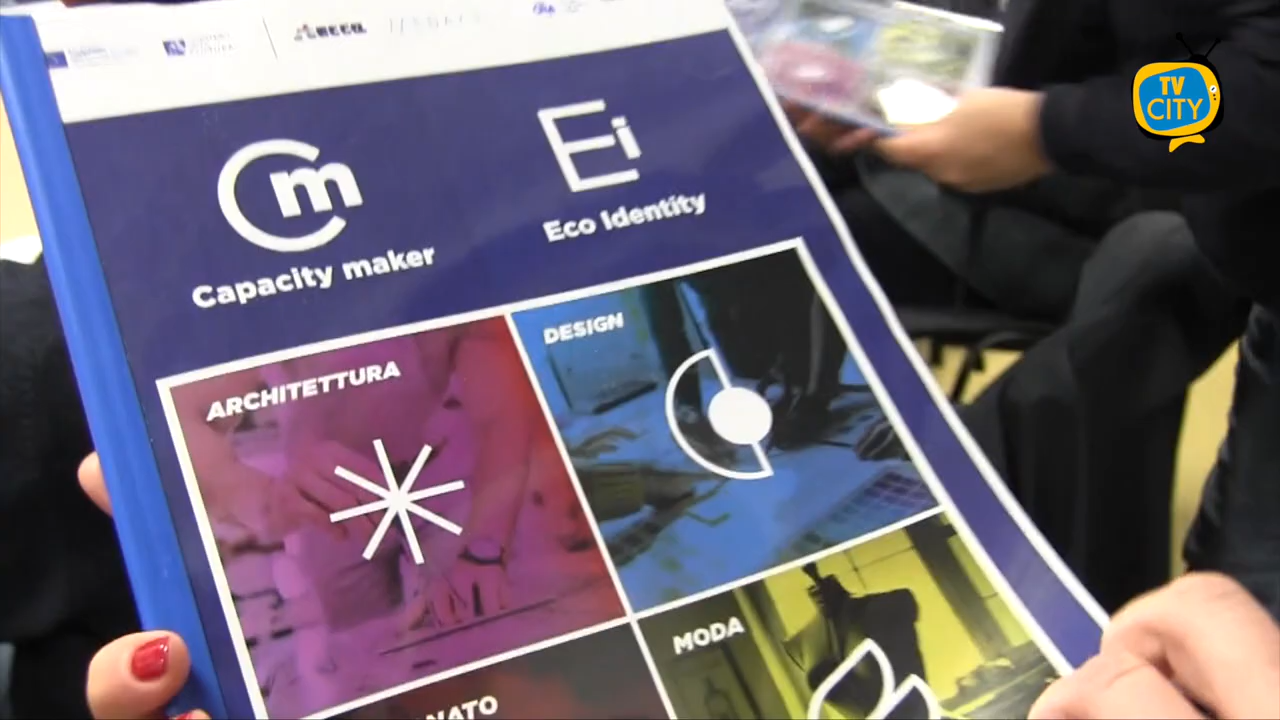 TV
CITY
Cm
Capacity maker
Ei
Eco Identity
ARCHITETTURA
DESIGN
MODA